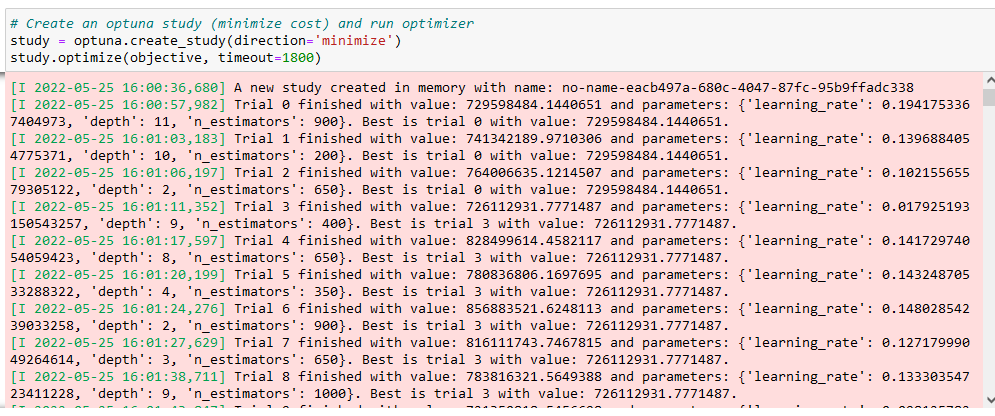 # Create an optuna study (minimize cost) and run optimizer
study = optuna.create_study(direction='minimize')
study.optimize(objective, timeout=1800)
[I 2022-05-25 16:00:36,680] A new study created in memory with name: no-name-eacb497a-680c-4047-87fc-95b9ffadc338
[I 2022-05-25 16:00:57,982] Trial 0 finished with value: 729598484.1440651 and parameters: {'learning_rate': 0.194175336
7404973, 'depth': 11, 'n_estimators': 900}. Best is trial 0 with value: 729598484.1440651.
[I 2022-05-25 16:01:03,183] Trial 1 finished with value: 741342189.9710306 and parameters: {'learning_rate': 0.139688405
4775371, 'depth': 10, 'n_estimators': 200}. Best is trial 0 with value: 729598484.1440651.
[I 2022-05-25 16:01:06,197] Trial 2 finished with value: 764006635.1214507 and parameters: {'learning_rate': 0.102155655
79305122, 'depth': 2, 'n_estimators': 650}. Best is trial 0 with value: 729598484.1440651.
[I 2022-05-25 16:01:11,352] Trial 3 finished with value: 726112931.7771487 and parameters: {'learning_rate': 0.017925193
150543257, 'depth': 9, 'n_estimators': 400}. Best is trial 3 with value: 726112931.7771487.
[I 2022-05-25 16:01:17,597] Trial 4 finished with value: 828499614.4582117 and parameters: {'learning_rate': 0.141729740
54059423, 'depth': 8, 'n_estimators': 650}. Best is trial 3 with value: 726112931.7771487.
[I 2022-05-25 16:01:20,199] Trial 5 finished with value: 780836806.1697695 and parameters: {'learning_rate': 0.143248705
33288322, 'depth': 4, 'n_estimators': 350}. Best is trial 3 with value: 726112931.7771487.
[I 2022-05-25 16:01:24,276] Trial 6 finished with value: 856883521.6248113 and parameters: {'learning_rate': 0.148028542
39033258, 'depth': 2, 'n_estimators': 900}. Best is trial 3 with value: 726112931.7771487.
[I 2022-05-25 16:01:27,629] Trial 7 finished with value: 816111743.7467815 and parameters: {'learning_rate': 0.127179990
49264614, 'depth': 3, 'n_estimators': 650}. Best is trial 3 with value: 726112931.7771487.
[I 2022-05-25 16:01:38,711] Trial 8 finished with value: 783816321.5649388 and parameters: {'learning_rate': 0.133303547
23411228, 'depth': 9, 'n_estimators': 1000}. Best is trial 3 with value: 726112931.7771487.